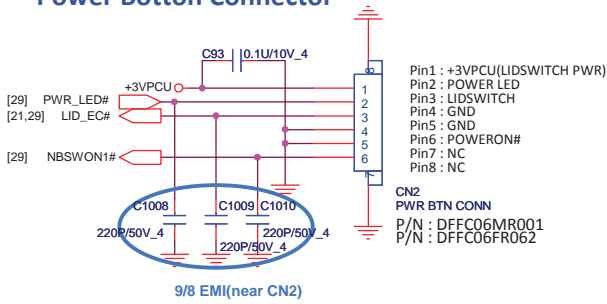 Power Botton Connector
C93
0.1U/10V_4
+3VPCU
[29] PWR_LED#
[21,29] LID_EC#
[29] NBSWON1#
8
1
2
3
4
5
6
7
Pin1 : +3VPCU(LIDSWITCH PWR)
Pin2 : POWER LED
Pin3 : LIDSWITCH
Pin4 : GND
Pin5 : GND
Pin6 : POWERON#
Pin7 : NC
Pin8 : NC
CN2
PWR BTN CONN
P/N : DFFC06MR001
P/N : DFFC06FR062
C1008
C1009
C1010
220P/50V_4
220P/50V_4
220P/50V_4
9/8 EMI(near CN2)